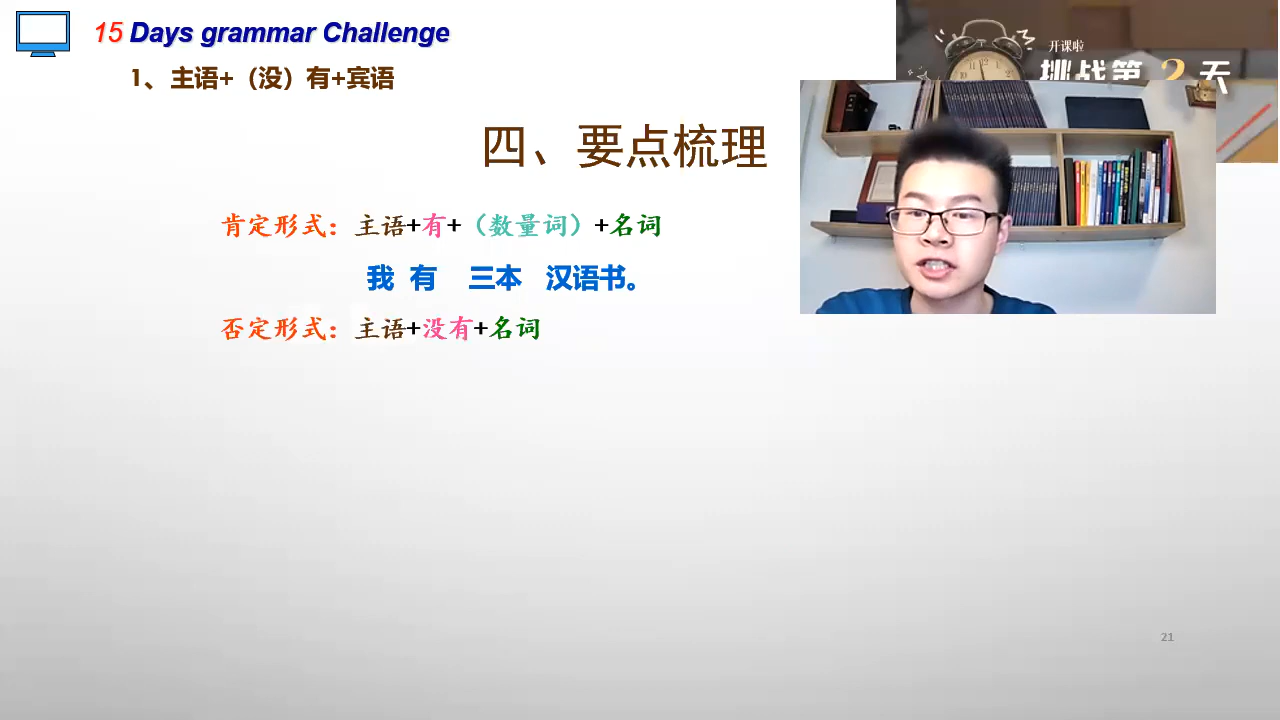 15 Days grammar Challenge
开课啦
挑战第 2 天
1、主语+（没）有+宾语
四、要点梳理
肯定形式：主语+有+（数量词）+名词
我 有 三本 汉语书。
否定形式：主语+没有+名词
21